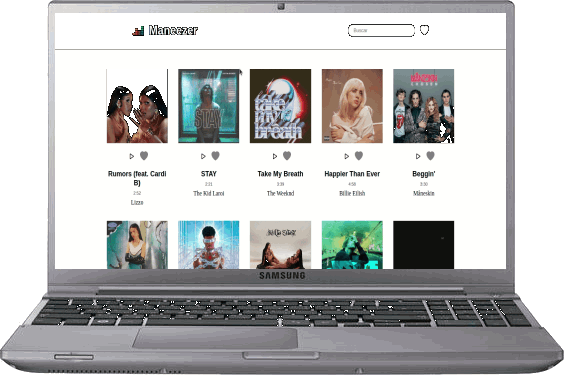 Maneezer
Buscar
STAY
take
my
breath
Rumors (feat. Cardi
B)
2:52
Lizzo
STAY
2:21
The Kid Laroi
Take My Breath
3:39
The Weeknd
Happier Than Ever
4:58
Billie Eilish
Beggin'
3:30
Måneskin
SAMSUNG